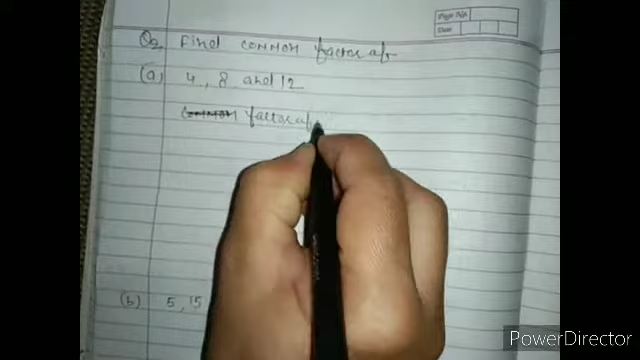 Page No.
Date
Q2 Find common factor of
(a) 4, 8 and 12
common factor of
(b) 5, 15
PowerDirector